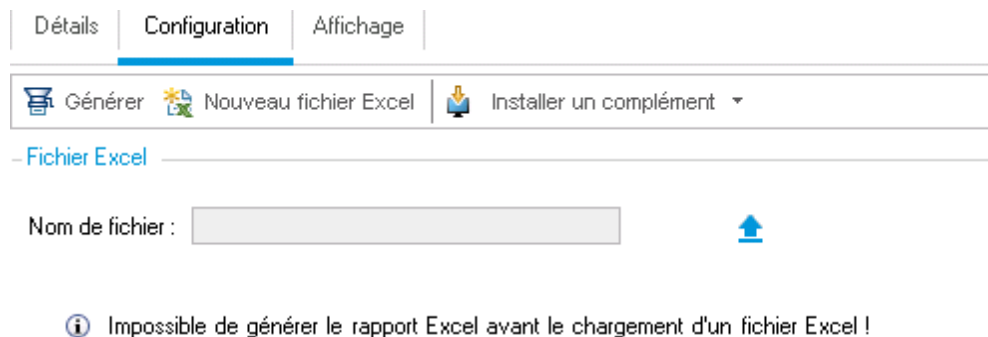 Détails Configuration Affichage
Générer Nouveau fichier Excel Installer un complément
Fichier Excel
Nom de fichier :
Impossible de générer le rapport Excel avant le chargement d'un fichier Excel !